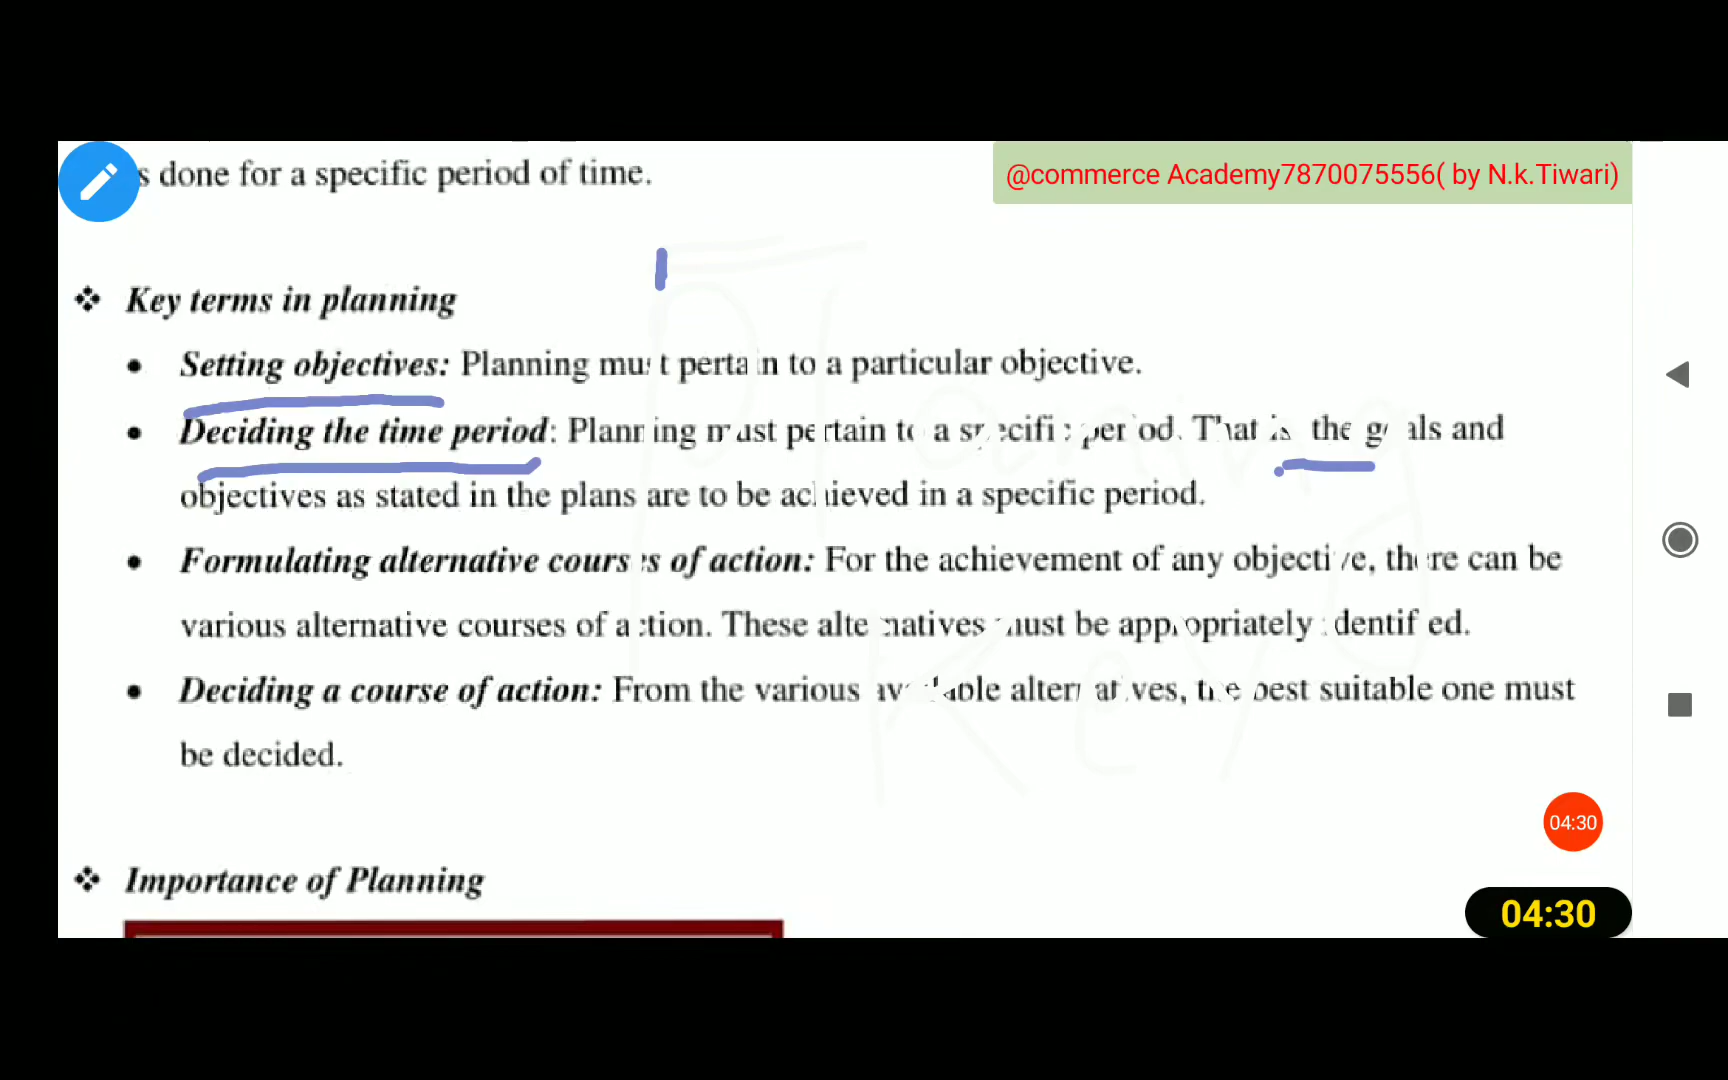 s done for a specific period of time.
@commerce Academy7870075556( by N.k.Tiwari)
❖ Key terms in planning
• Setting objectives: Planning must pertain to a particular objective.
• Deciding the time period: Planning must pertain to a specific period. That is the goals and
objectives as stated in the plans are to be achieved in a specific period.
• Formulating alternative courses of action: For the achievement of any objective, there can be
various alternative courses of action. These alternatives must be appropriately identified.
• Deciding a course of action: From the various available alternatives, the best suitable one must
be decided.
04:30
❖ Importance of Planning
04:30